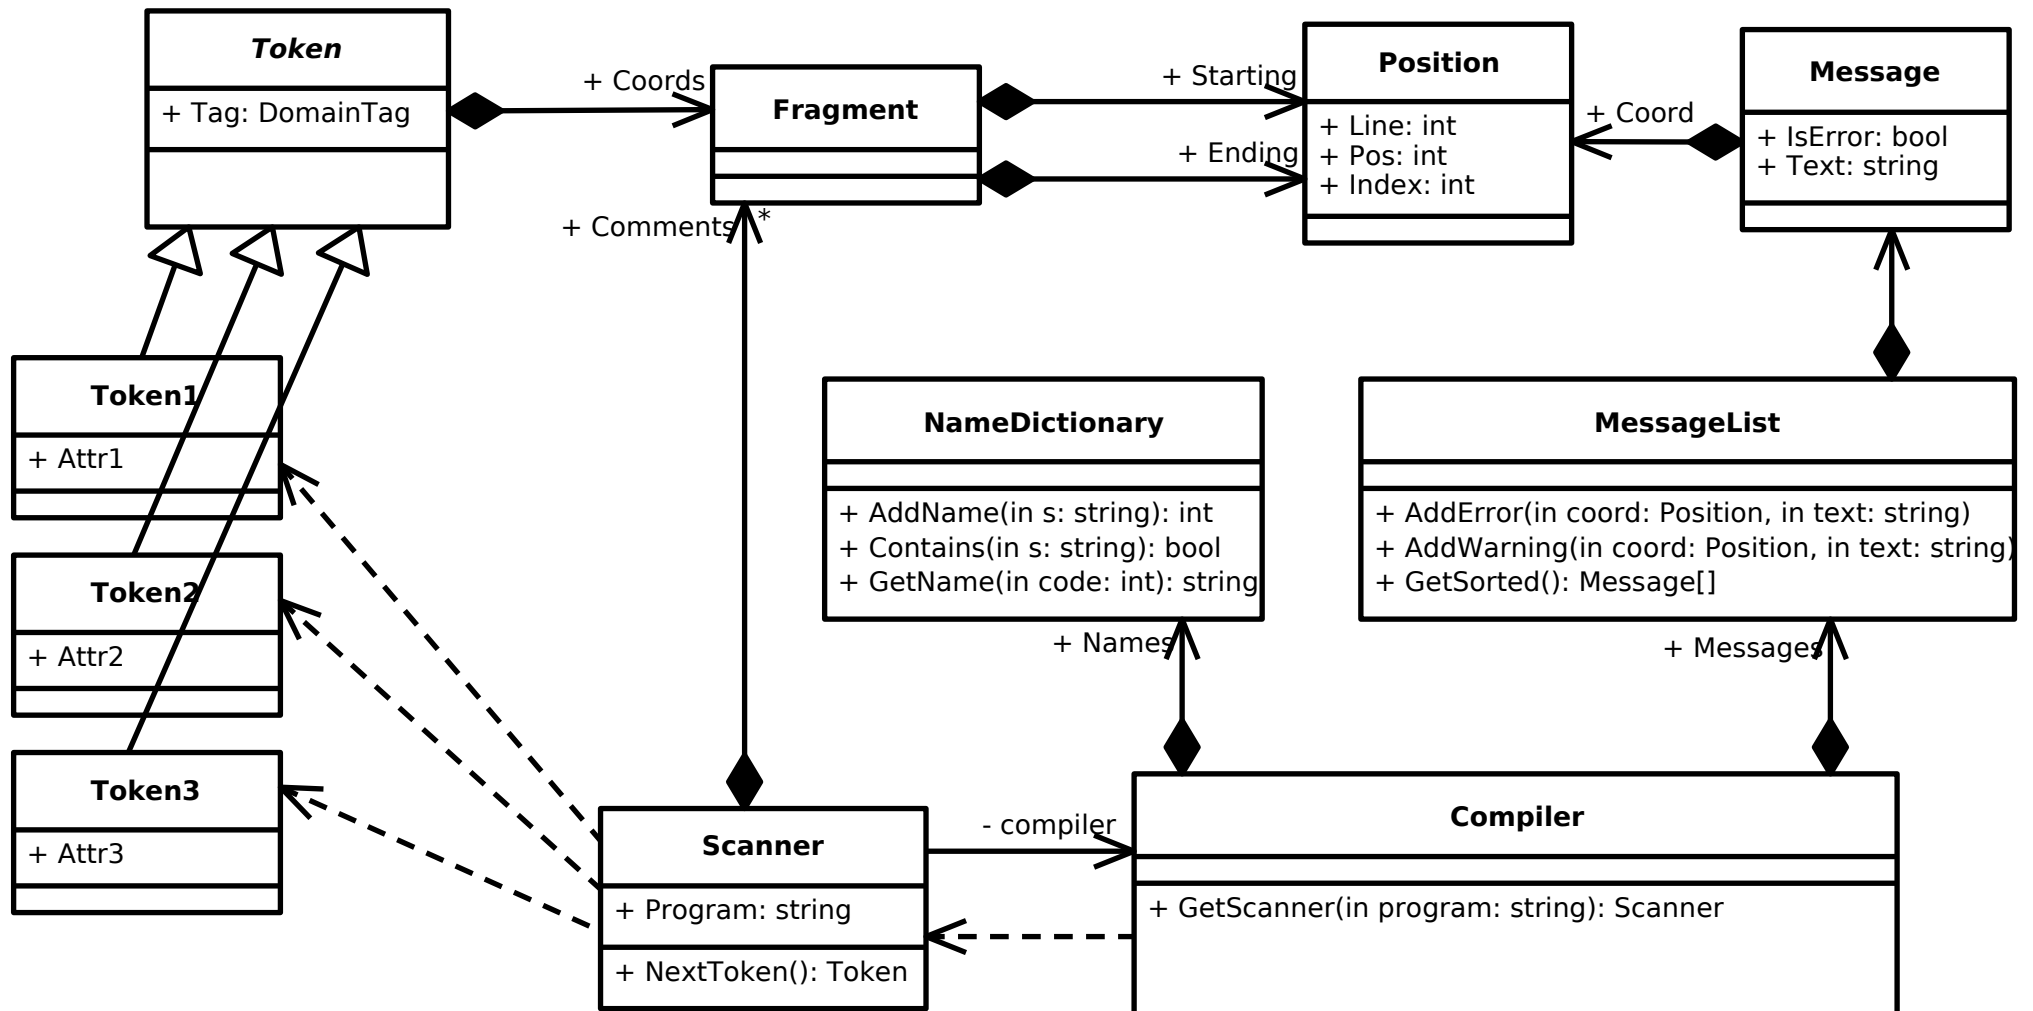 Token
+ Tag: DomainTag
+ Coords
Fragment
+ Comments
*
+ Starting
+ Ending
Position
+ Line: int
+ Pos: int
+ Index: int
+ Coord
Message
+ IsError: bool
+ Text: string
Token1
+ Attr1
Token2
+ Attr2
Token3
+ Attr3
NameDictionary
+ AddName(in s: string): int
+ Contains(in s: string): bool
+ GetName(in code: int): string
+ Names
MessageList
+ AddError(in coord: Position, in text: string)
+ AddWarning(in coord: Position, in text: string)
+ GetSorted(): Message[]
+ Messages
Scanner
+ Program: string
+ NextToken(): Token
- compiler
Compiler
+ GetScanner(in program: string): Scanner